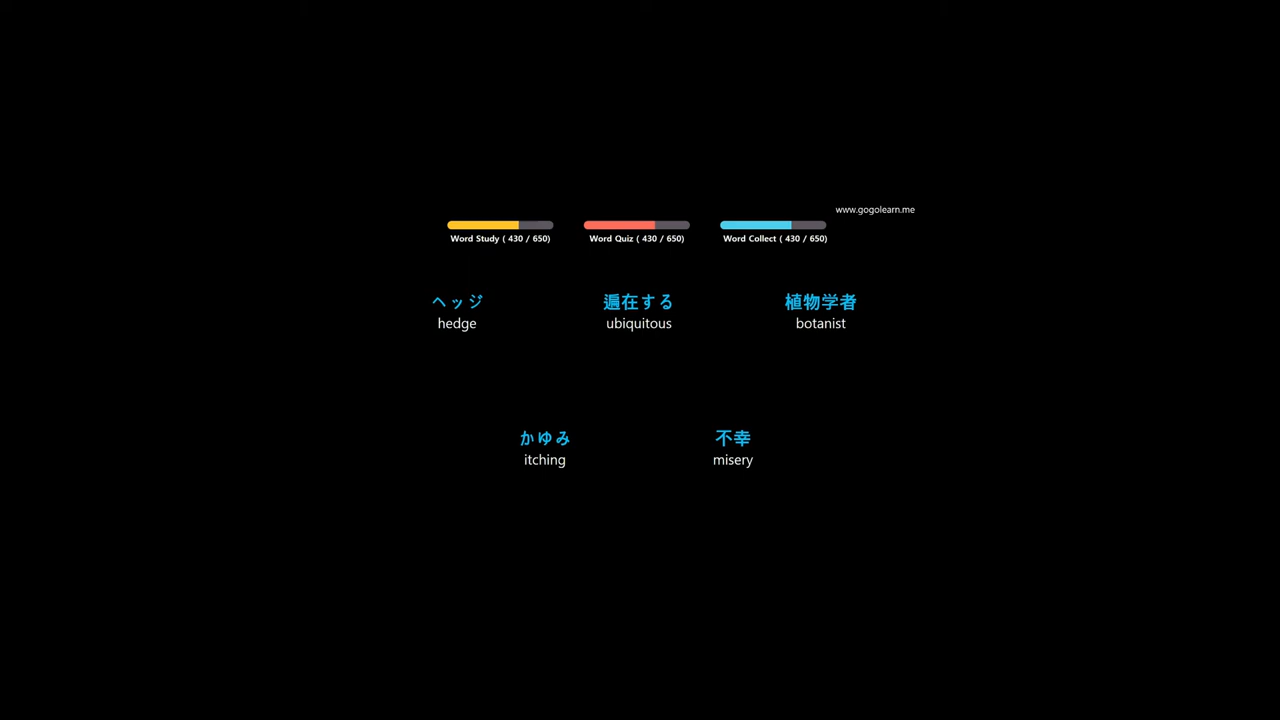 www.gogolearn.me
Word Study ( 430 / 650)
Word Quiz ( 430 / 650)
Word Collect ( 430 / 650)
ヘッジ
hedge
遍在する
ubiquitous
植物学者
botanist
かゆみ
itching
不幸
misery